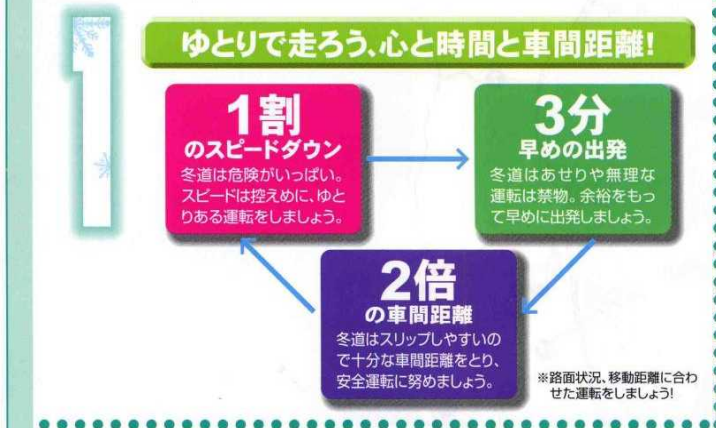 1
ゆとりで走ろう、心と時間と車間距離!
1割
のスピードダウン
冬道は危険がいっぱい。
スピードは控えめに、ゆと
りある運転をしましょう。
3分
早めの出発
冬道はあせりや無理な
運転は禁物。余裕をもっ
て早めに出発しましょう。
2倍
の車間距離
冬道はスリップしやすいの
で十分な車間距離をとり、
安全運転に努めましょう。
※路面状況、移動距離に合わ
せた運転をしましょう!